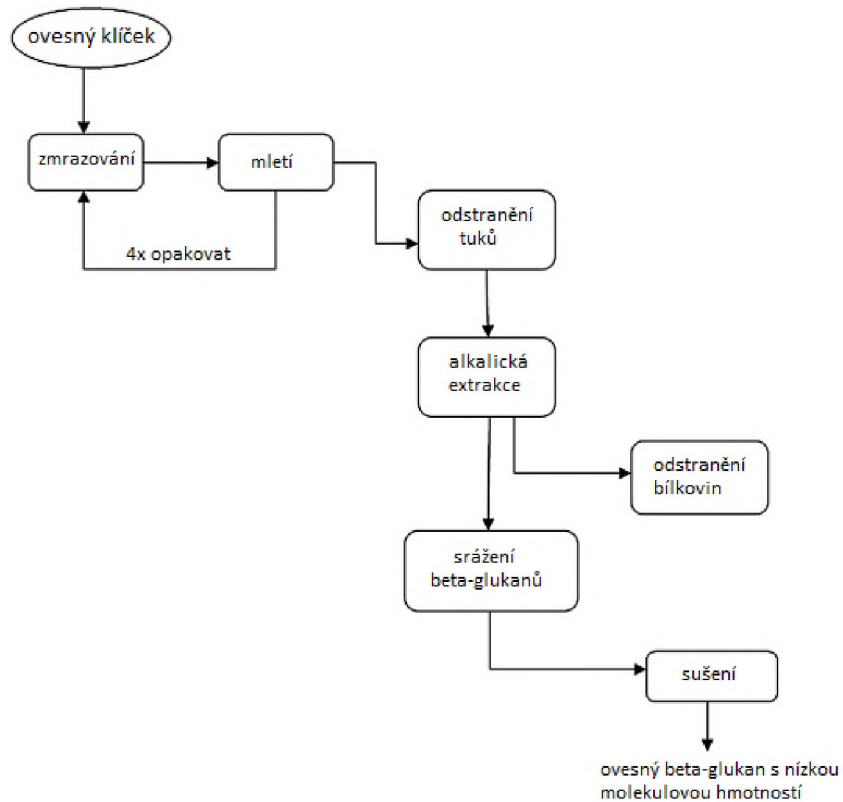 ovesný klíček
zmrazování
mletí
4x opakovat
odstranění
tuků
alkalická
extrakce
odstranění
bílkovin
srážení
beta-glukanů
sušení
ovesný beta-glukan s nízkou
molekulovou hmotností